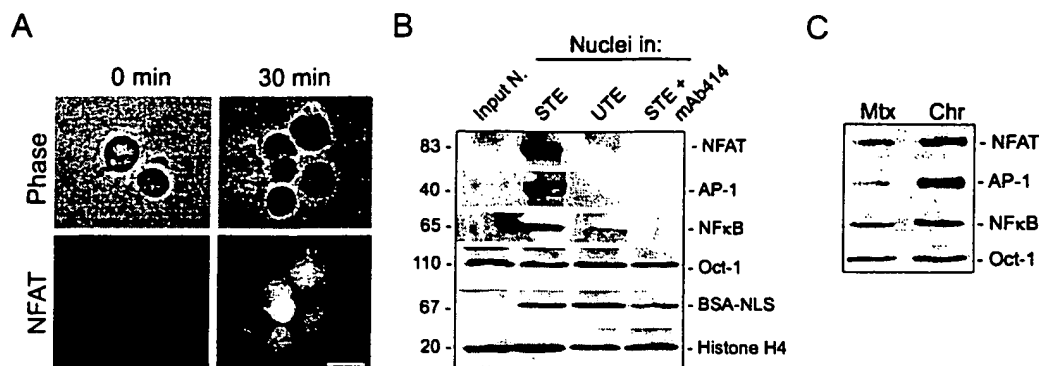 A
0 min 30 min
Phase
NFAT
B
Nuclei in:
Input N. STE UTE STE + mAb414
83 - - NFAT
40 - - AP-1
65 - - NFκB
110 - - Oct-1
67 - - BSA-NLS
20 - - Histone H4
C
Mtx Chr
- NFAT
- AP-1
- NFκB
- Oct-1